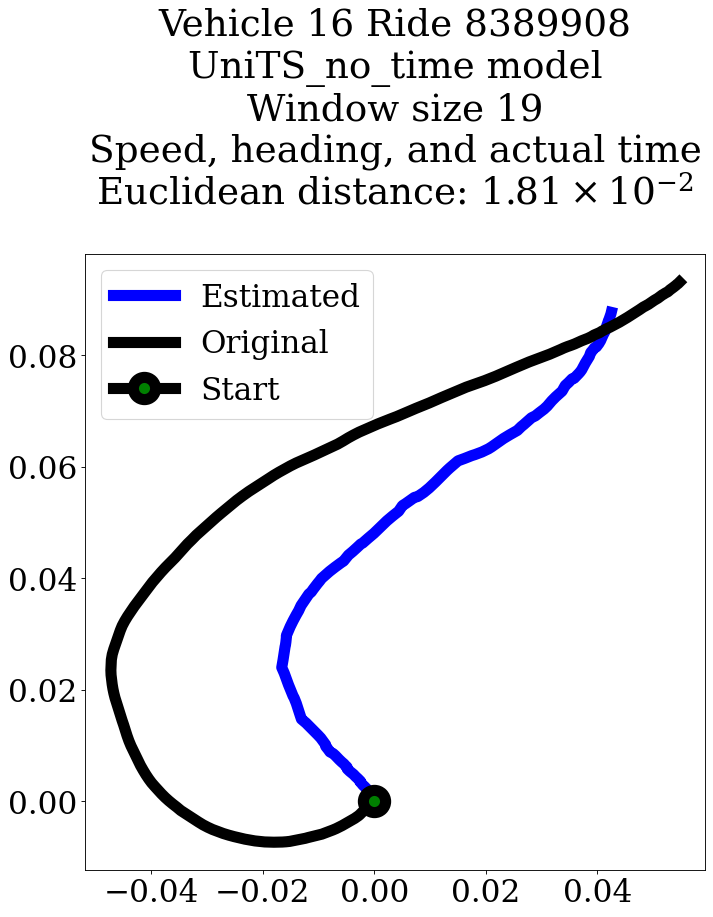 Vehicle 16 Ride 8389908
UniTS_no_time model
Window size 19
Speed, heading, and actual time
Euclidean distance: 1.81 × 10⁻²
Estimated
Original
Start
0.08
0.06
0.04
0.02
0.00
−0.04 −0.02 0.00 0.02 0.04